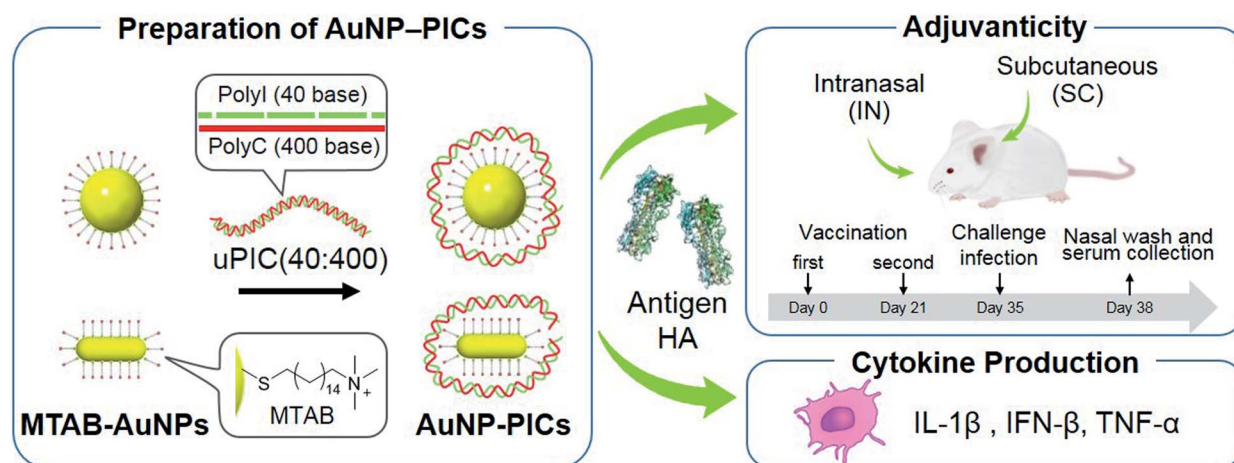 Preparation of AuNP–PICs
PolyI (40 base)
PolyC (400 base)
uPIC(40:400)
S
14
N
+
MTAB
MTAB-AuNPs
AuNP-PICs
Antigen
HA
Adjuvanticity
Intranasal
(IN)
Subcutaneous
(SC)
Vaccination
first
second
Challenge
infection
Nasal wash and
serum collection
Day 0
Day 21
Day 35
Day 38
Cytokine Production
IL-1β , IFN-β, TNF-α